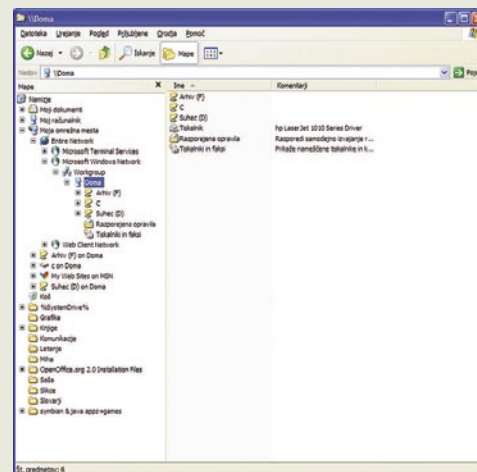 \\Doma
Datoteka Urejanje Pogled Priljubljene Orodja Pomoč
Nazaj Iskanje Mape
Naslov \\Doma
Mape
Namizje
Moji dokumenti
Moj računalnik
Moja omrežna mesta
Entire Network
Microsoft Terminal Services
Microsoft Windows Network
Workgroup
Doma
Arhiv (F)
C
Suhec (D)
Razporejena opravila
Tiskalniki in faksi
Web Client Network
Arhiv (F) on Doma
c on Doma
My Web Sites on MSN
Suhec (D) on Doma
Koš
%SystemDrive%
Grafika
Knjige
Komunikacije
Letenje
Miha
OpenOffice.org 2.0 Installation Files
Saša
Slike
Slovarji
symbian & java appz+games
Ime Komentarji
Arhiv (F)
C
Suhec (D)
Tiskalnik hp LaserJet 1010 Series Driver
Razporejena opravila Razporedi samodejno izvajanje r...
Tiskalniki in faksi Prikaže nameščene tiskalnike in k...
Št. predmetov: 6